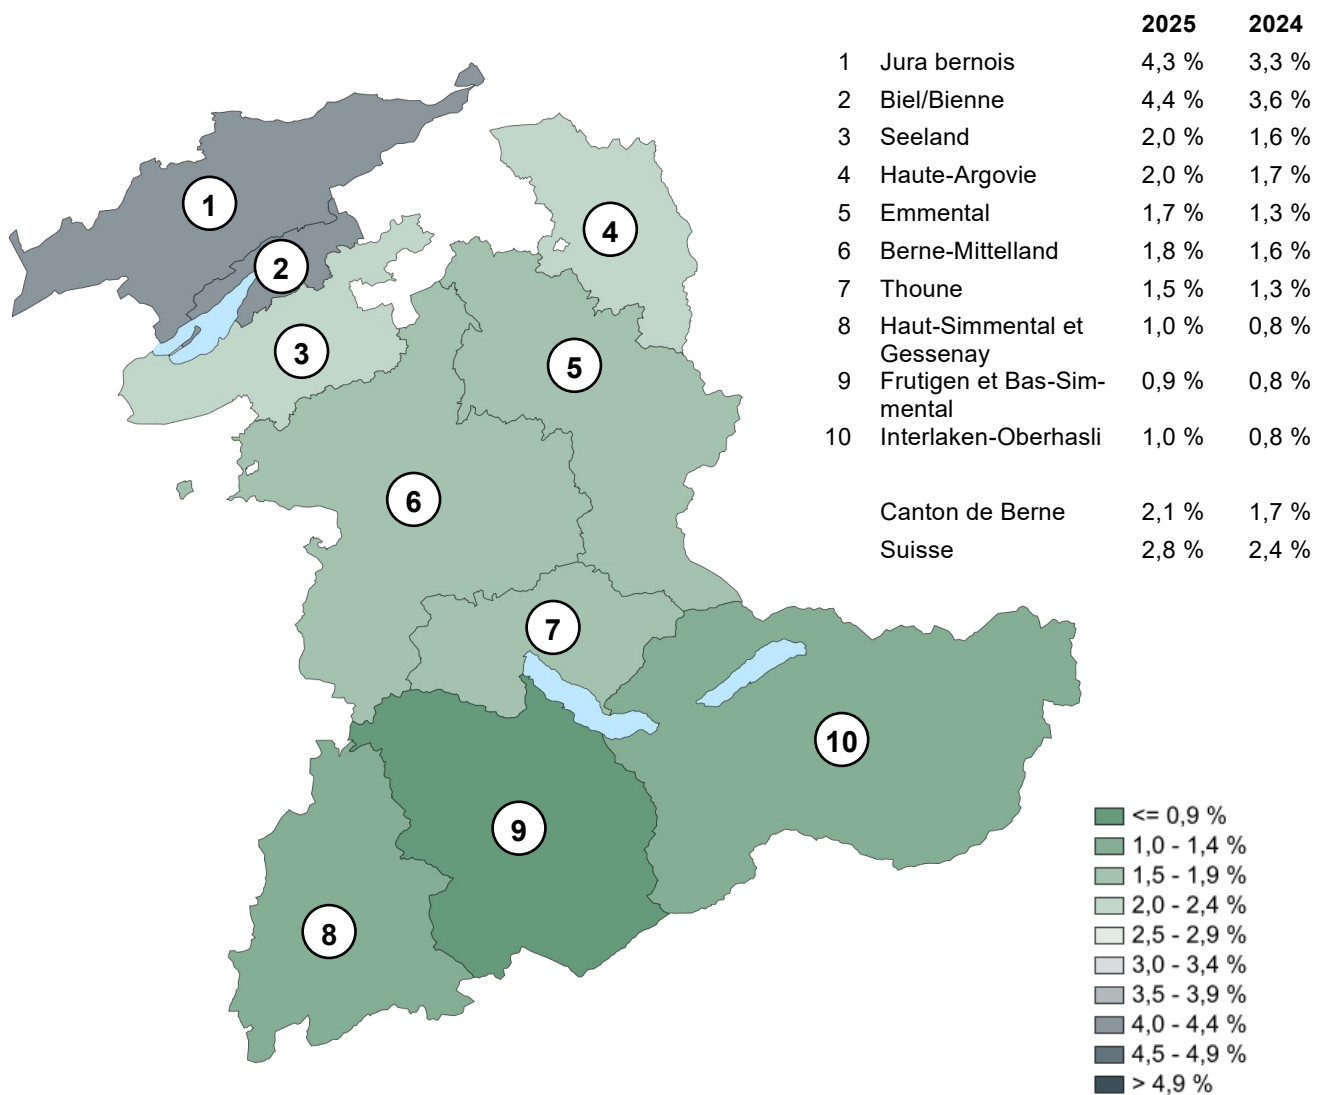 2025 2024
1 Jura bernois 4,3 % 3,3 %
2 Biel/Bienne 4,4 % 3,6 %
3 Seeland 2,0 % 1,6 %
4 Haute-Argovie 2,0 % 1,7 %
5 Emmental 1,7 % 1,3 %
6 Berne-Mittelland 1,8 % 1,6 %
7 Thoune 1,5 % 1,3 %
8 Haut-Simmental et 1,0 % 0,8 %
Gessenay
9 Frutigen et Bas-Sim- 0,9 % 0,8 %
mental
10 Interlaken-Oberhasli 1,0 % 0,8 %
Canton de Berne 2,1 % 1,7 %
Suisse 2,8 % 2,4 %
1
2
3
4
5
6
7
8
9
10
<= 0,9 %
1,0 - 1,4 %
1,5 - 1,9 %
2,0 - 2,4 %
2,5 - 2,9 %
3,0 - 3,4 %
3,5 - 3,9 %
4,0 - 4,4 %
4,5 - 4,9 %
> 4,9 %